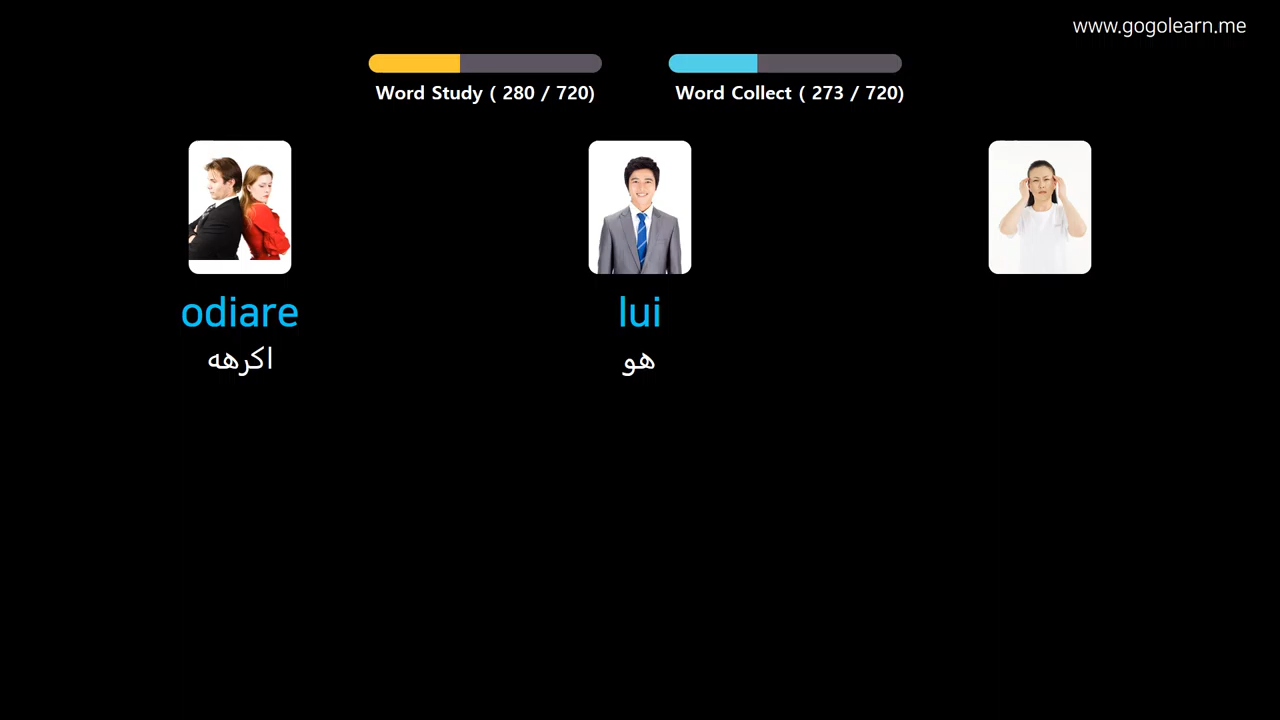 www.gogolearn.me
Word Study ( 280 / 720)
Word Collect ( 273 / 720)
odiare
lui
اكرهه
هو